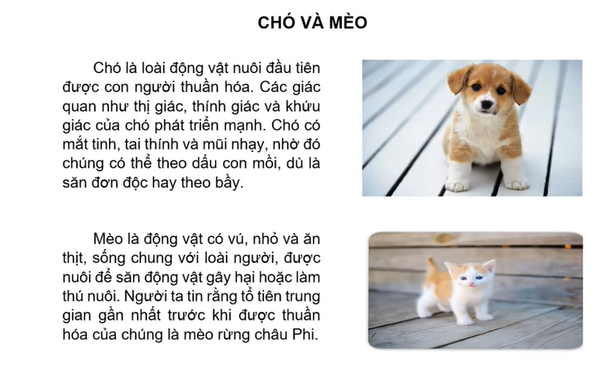 CHÓ VÀ MÈO
Chó là loài động vật nuôi đầu tiên
được con người thuần hóa. Các giác
quan như thị giác, thính giác và khứu
giác của chó phát triển mạnh. Chó có
mắt tinh, tai thính và mũi nhạy, nhờ đó
chúng có thể theo dấu con mồi, dù là
săn đơn độc hay theo bầy.
Mèo là động vật có vú, nhỏ và ăn
thịt, sống chung với loài người, được
nuôi để săn động vật gây hại hoặc làm
thú nuôi. Người ta tin rằng tổ tiên trung
gian gần nhất trước khi được thuần
hóa của chúng là mèo rừng châu Phi.